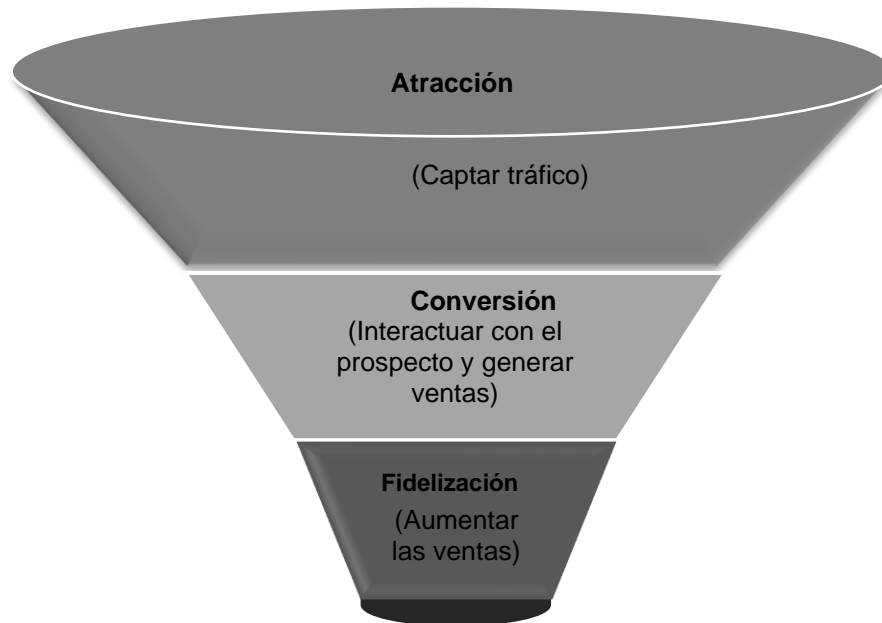 Atracción
(Captar tráfico)
Conversión
(Interactuar con el
prospecto y generar
ventas)
Fidelización
(Aumentar
las ventas)